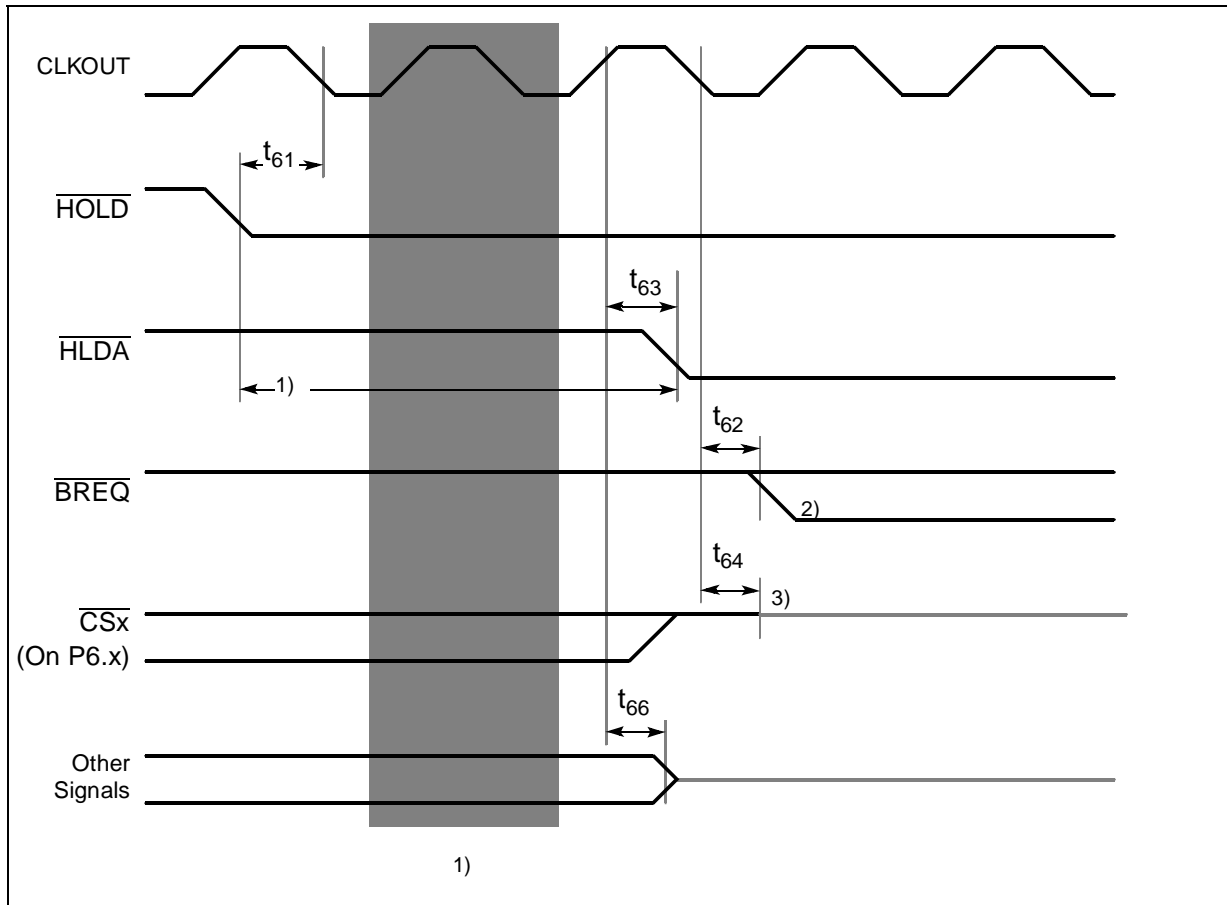 CLKOUT
t61
HOLD
t63
HLDA
1)
t62
BREQ
2)
t64
3)
CSx
(On P6.x)
t66
Other
Signals
1)